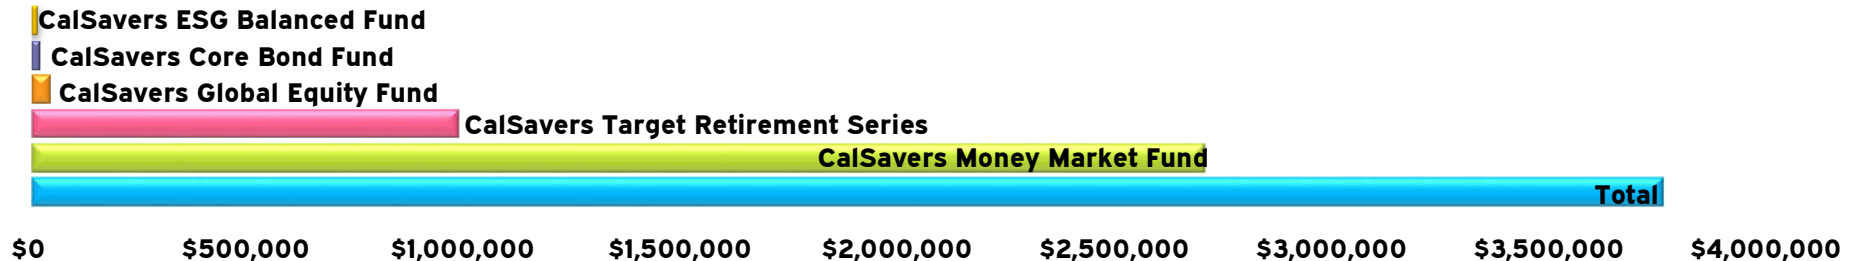 CalSavers ESG Balanced Fund
CalSavers Core Bond Fund
CalSavers Global Equity Fund
CalSavers Target Retirement Series
CalSavers Money Market Fund
Total
$0 $500,000 $1,000,000 $1,500,000 $2,000,000 $2,500,000 $3,000,000 $3,500,000 $4,000,000